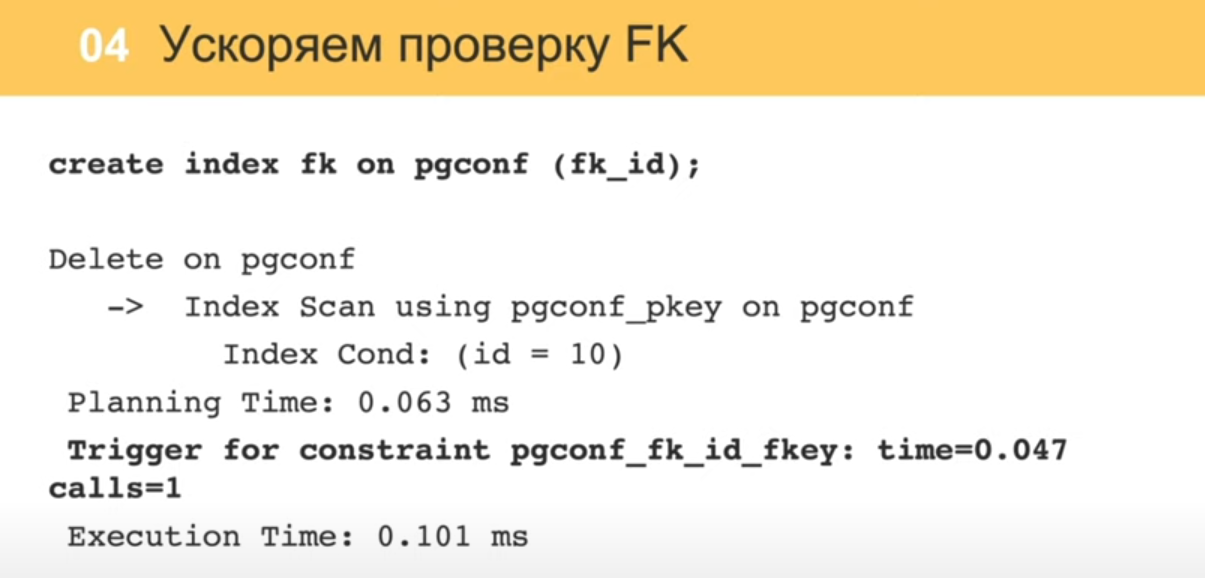 04 Ускоряем проверку FK
create index fk on pgconf (fk_id);
Delete on pgconf
-> Index Scan using pgconf_pkey on pgconf
Index Cond: (id = 10)
Planning Time: 0.063 ms
Trigger for constraint pgconf_fk_id_fkey: time=0.047
calls=1
Execution Time: 0.101 ms